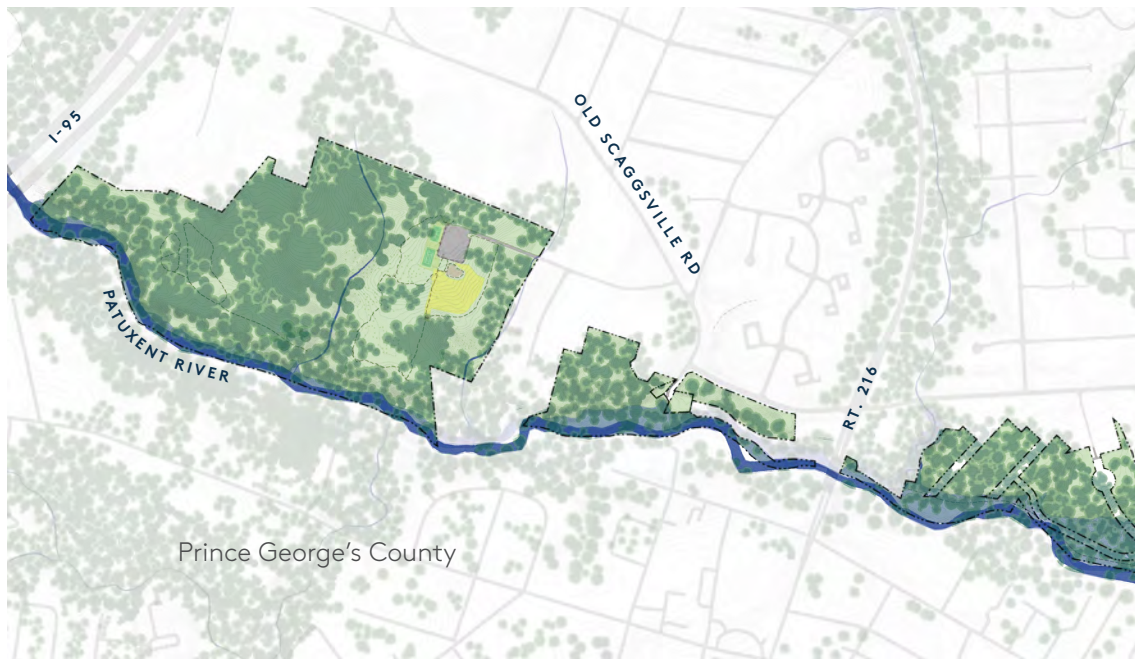 I-95
OLD SCAGGSVILLE RD
PATUXENT RIVER
RT. 216
Prince George's County